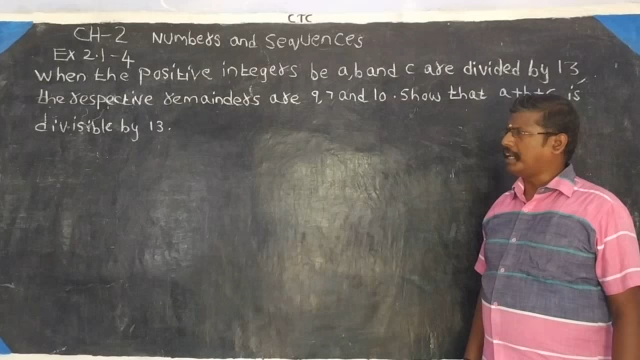 CTC
CH-2 Numbers and Sequences
Ex 2.1-4
When the positive integers be a,b and c are divided by 13,
the respective remainders are 9,7 and 10. Show that a+b+c is
divisible by 13.